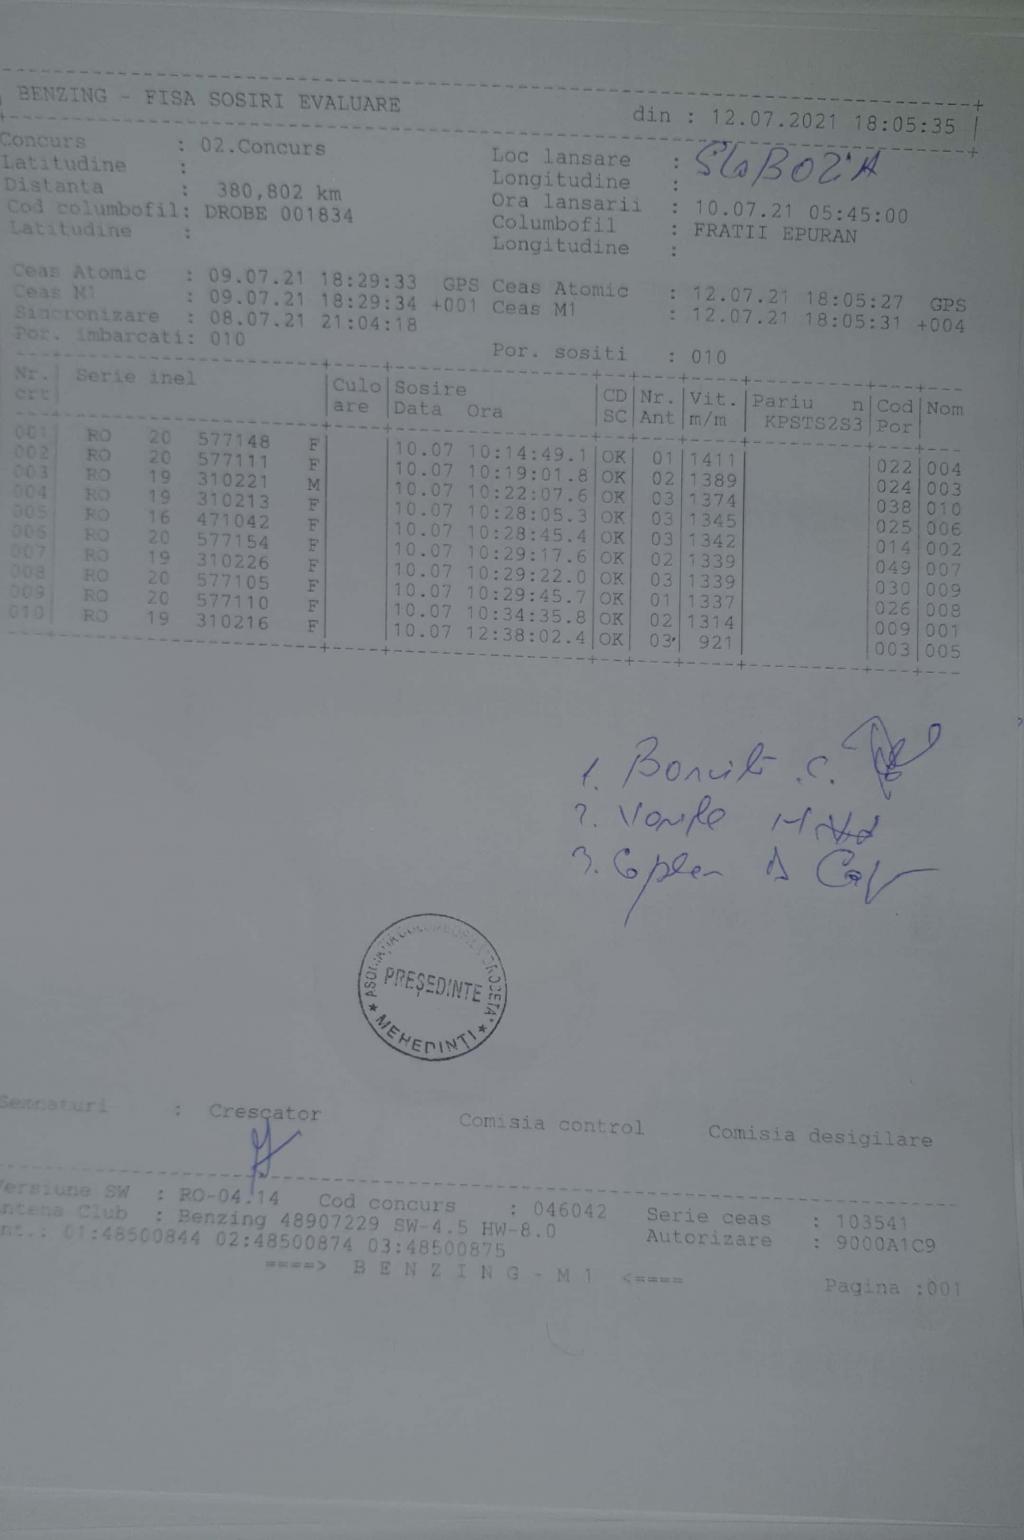 BENZING - FISA SOSIRI EVALUARE din : 12.07.2021 18:05:35
Concurs : 02.Concurs Loc lansare : SLOBOZIA
Latitudine : Longitudine :
Distanta : 380,802 km Ora lansarii : 10.07.21 05:45:00
Cod columbofil: DROBE 001834 Columbofil : FRATII EPURAN
Latitudine : Longitudine :
Ceas Atomic : 09.07.21 18:29:33 GPS Ceas Atomic : 12.07.21 18:05:27 GPS
Ceas M1 : 09.07.21 18:29:34 +001 Ceas M1 : 12.07.21 18:05:31 +004
Sincronizare : 08.07.21 21:04:18
Por. imbarcati: 010 Por. sositi : 010
Nr. Serie inel Culo Sosire CD Nr. Vit. Pariu n Cod Nom
crt are Data Ora SC Ant m/m KPSTS2S3 Por
001 RO 20 577148 F 10.07 10:14:49.1 OK 01 1411 022 004
002 RO 20 577111 F 10.07 10:19:01.8 OK 02 1389 024 003
003 RO 19 310221 M 10.07 10:22:07.6 OK 03 1374 038 010
004 RO 19 310213 F 10.07 10:28:05.3 OK 03 1345 025 006
005 RO 16 471042 F 10.07 10:28:45.4 OK 03 1342 014 002
006 RO 20 577154 F 10.07 10:29:17.6 OK 02 1339 049 007
007 RO 19 310226 F 10.07 10:29:22.0 OK 03 1339 030 009
008 RO 20 577105 F 10.07 10:29:45.7 OK 01 1337 026 008
009 RO 20 577110 F 10.07 10:34:35.8 OK 02 1314 009 001
010 RO 19 310216 F 10.07 12:38:02.4 OK 03 921 003 005
1.
2.
3.
PREȘEDINTE
MEHEDINȚI
Semnaturi : Crescator Comisia control Comisia desigilare
Versiune SW : RO-04.14 Cod concurs : 046042 Serie ceas : 103541
Antena Club : Benzing 48907229 SW-4.5 HW-8.0 Autorizare : 9000A1C9
Ant.: 01:48500844 02:48500874 03:48500875
====> B E N Z I N G - M 1 <==== Pagina :001